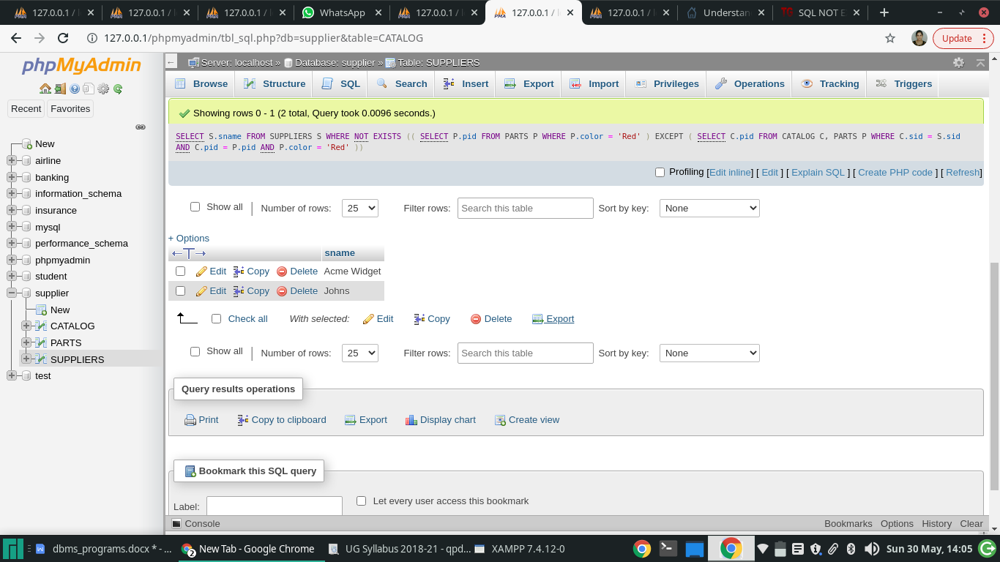 127.0.0.1 /
127.0.0.1 /
127.0.0.1 /
WhatsApp
127.0.0.1 /
127.0.0.1 /
127.0.0.1 /
Understan
SQL NOT E
127.0.0.1/phpmyadmin/tbl_sql.php?db=supplier&table=CATALOG
Update
phpMyAdmin
Recent Favorites
New
airline
banking
information_schema
insurance
mysql
performance_schema
phpmyadmin
student
supplier
New
CATALOG
PARTS
SUPPLIERS
test
Server: localhost » Database: supplier » Table: SUPPLIERS
Browse Structure SQL Search Insert Export Import Privileges Operations Tracking Triggers
Showing rows 0 - 1 (2 total, Query took 0.0096 seconds.)
SELECT S.sname FROM SUPPLIERS S WHERE NOT EXISTS (( SELECT P.pid FROM PARTS P WHERE P.color = 'Red' ) EXCEPT ( SELECT C.pid FROM CATALOG C, PARTS P WHERE C.sid = S.sid
AND C.pid = P.pid AND P.color = 'Red' ))
Profiling [Edit inline] [ Edit ] [ Explain SQL ] [ Create PHP code ] [ Refresh]
Show all | Number of rows: 25 Filter rows: Search this table Sort by key: None
+ Options
←T→ sname
Edit Copy Delete Acme Widget
Edit Copy Delete Johns
Check all With selected: Edit Copy Delete Export
Show all | Number of rows: 25 Filter rows: Search this table Sort by key: None
Query results operations
Print Copy to clipboard Export Display chart Create view
Bookmark this SQL query
Label: Let every user access this bookmark
Console Bookmarks Options History Clear
dbms_programs.docx * - ... 2 New Tab - Google Chrome UG Syllabus 2018-21 - qpd... XAMPP 7.4.12-0 Sun 30 May, 14:05